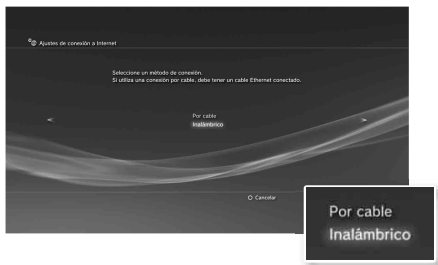 Ajustes de conexión a Internet
Seleccione un método de conexión.
Si utiliza una conexión por cable, debe tener un cable Ethernet conectado.
Por cable
Inalámbrico
Cancelar
Por cable
Inalámbrico